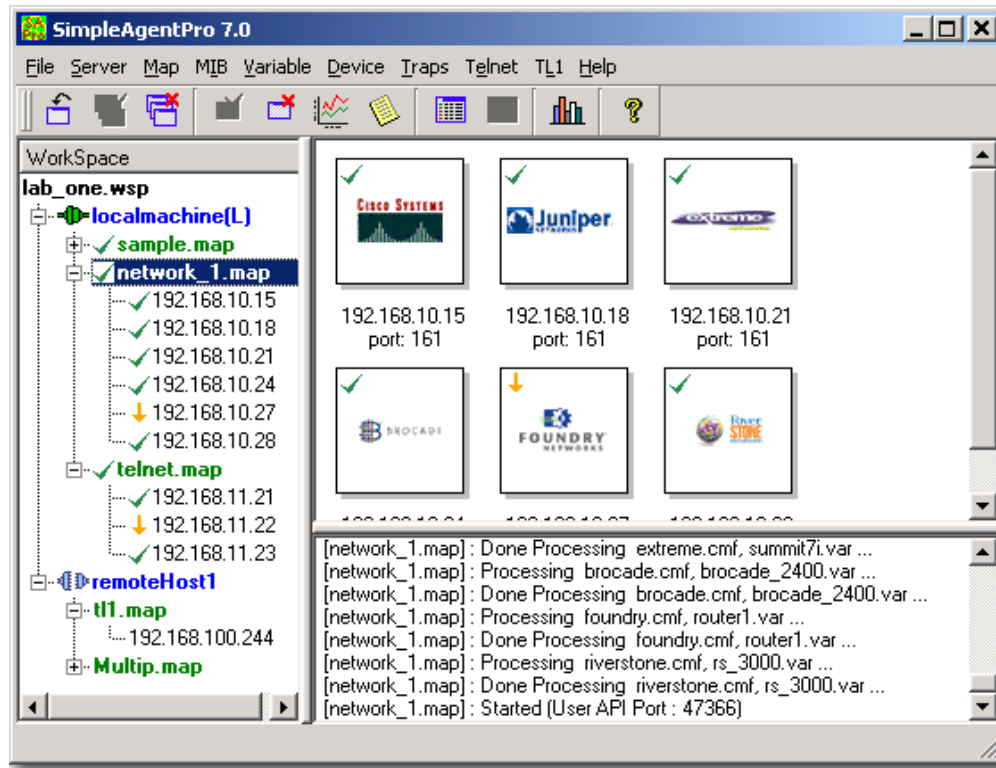 SimpleAgentPro 7.0
File Server Map MIB Variable Device Traps Telnet TL1 Help
WorkSpace
lab_one.wsp
localmachine(L)
sample.map
network_1.map
192.168.10.15
192.168.10.18
192.168.10.21
192.168.10.24
192.168.10.27
192.168.10.28
telnet.map
192.168.11.21
192.168.11.22
192.168.11.23
remoteHost1
tl1.map
192.168.100.244
Multip.map
CISCO SYSTEMS
Juniper
NETWORKS
extreme
192.168.10.15
port: 161
192.168.10.18
port: 161
192.168.10.21
port: 161
BROCADE
FOUNDRY
NETWORKS
River
STONE
[network_1.map] : Done Processing extreme.cmf, summit7i.var ...
[network_1.map] : Processing brocade.cmf, brocade_2400.var ...
[network_1.map] : Done Processing brocade.cmf, brocade_2400.var ...
[network_1.map] : Processing foundry.cmf, router1.var ...
[network_1.map] : Done Processing foundry.cmf, router1.var ...
[network_1.map] : Processing riverstone.cmf, rs_3000.var ...
[network_1.map] : Done Processing riverstone.cmf, rs_3000.var ...
[network_1.map] : Started (User API Port : 47366)